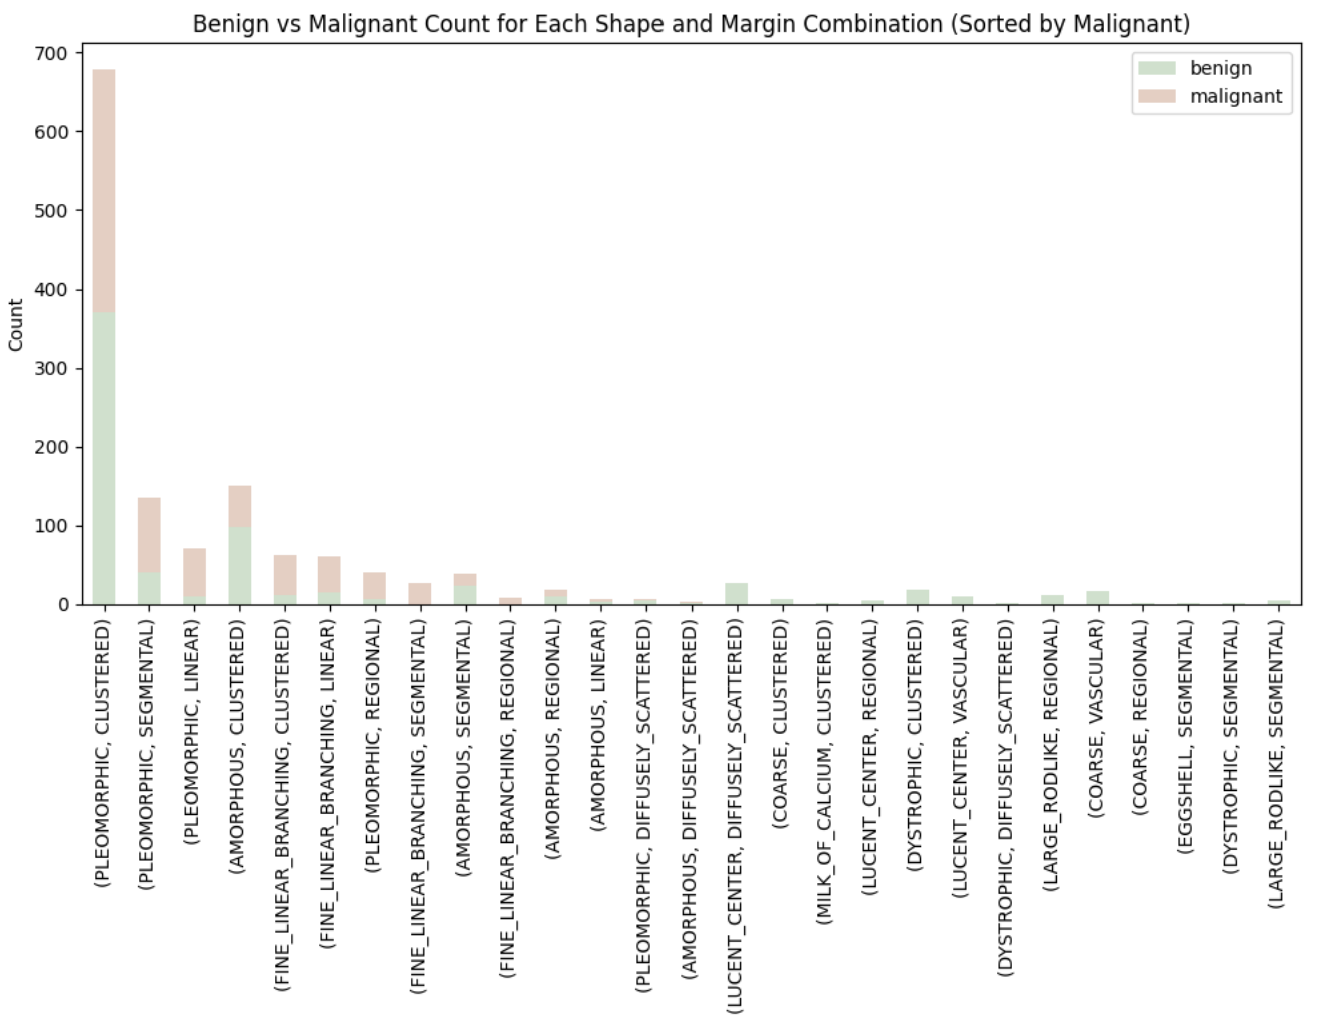 Benign vs Malignant Count for Each Shape and Margin Combination (Sorted by Malignant)
benign
malignant
Count
700
600
500
400
300
200
100
0
(PLEOMORPHIC, CLUSTERED)
(PLEOMORPHIC, SEGMENTAL)
(PLEOMORPHIC, LINEAR)
(AMORPHOUS, CLUSTERED)
(FINE_LINEAR_BRANCHING, CLUSTERED)
(FINE_LINEAR_BRANCHING, LINEAR)
(PLEOMORPHIC, REGIONAL)
(FINE_LINEAR_BRANCHING, SEGMENTAL)
(AMORPHOUS, SEGMENTAL)
(FINE_LINEAR_BRANCHING, REGIONAL)
(AMORPHOUS, REGIONAL)
(AMORPHOUS, LINEAR)
(PLEOMORPHIC, DIFFUSELY_SCATTERED)
(AMORPHOUS, DIFFUSELY_SCATTERED)
(LUCENT_CENTER, DIFFUSELY_SCATTERED)
(COARSE, CLUSTERED)
(MILK_OF_CALCIUM, CLUSTERED)
(LUCENT_CENTER, REGIONAL)
(DYSTROPHIC, CLUSTERED)
(LUCENT_CENTER, VASCULAR)
(DYSTROPHIC, DIFFUSELY_SCATTERED)
(LARGE_RODLIKE, REGIONAL)
(COARSE, VASCULAR)
(COARSE, REGIONAL)
(EGGSHELL, SEGMENTAL)
(DYSTROPHIC, SEGMENTAL)
(LARGE_RODLIKE, SEGMENTAL)